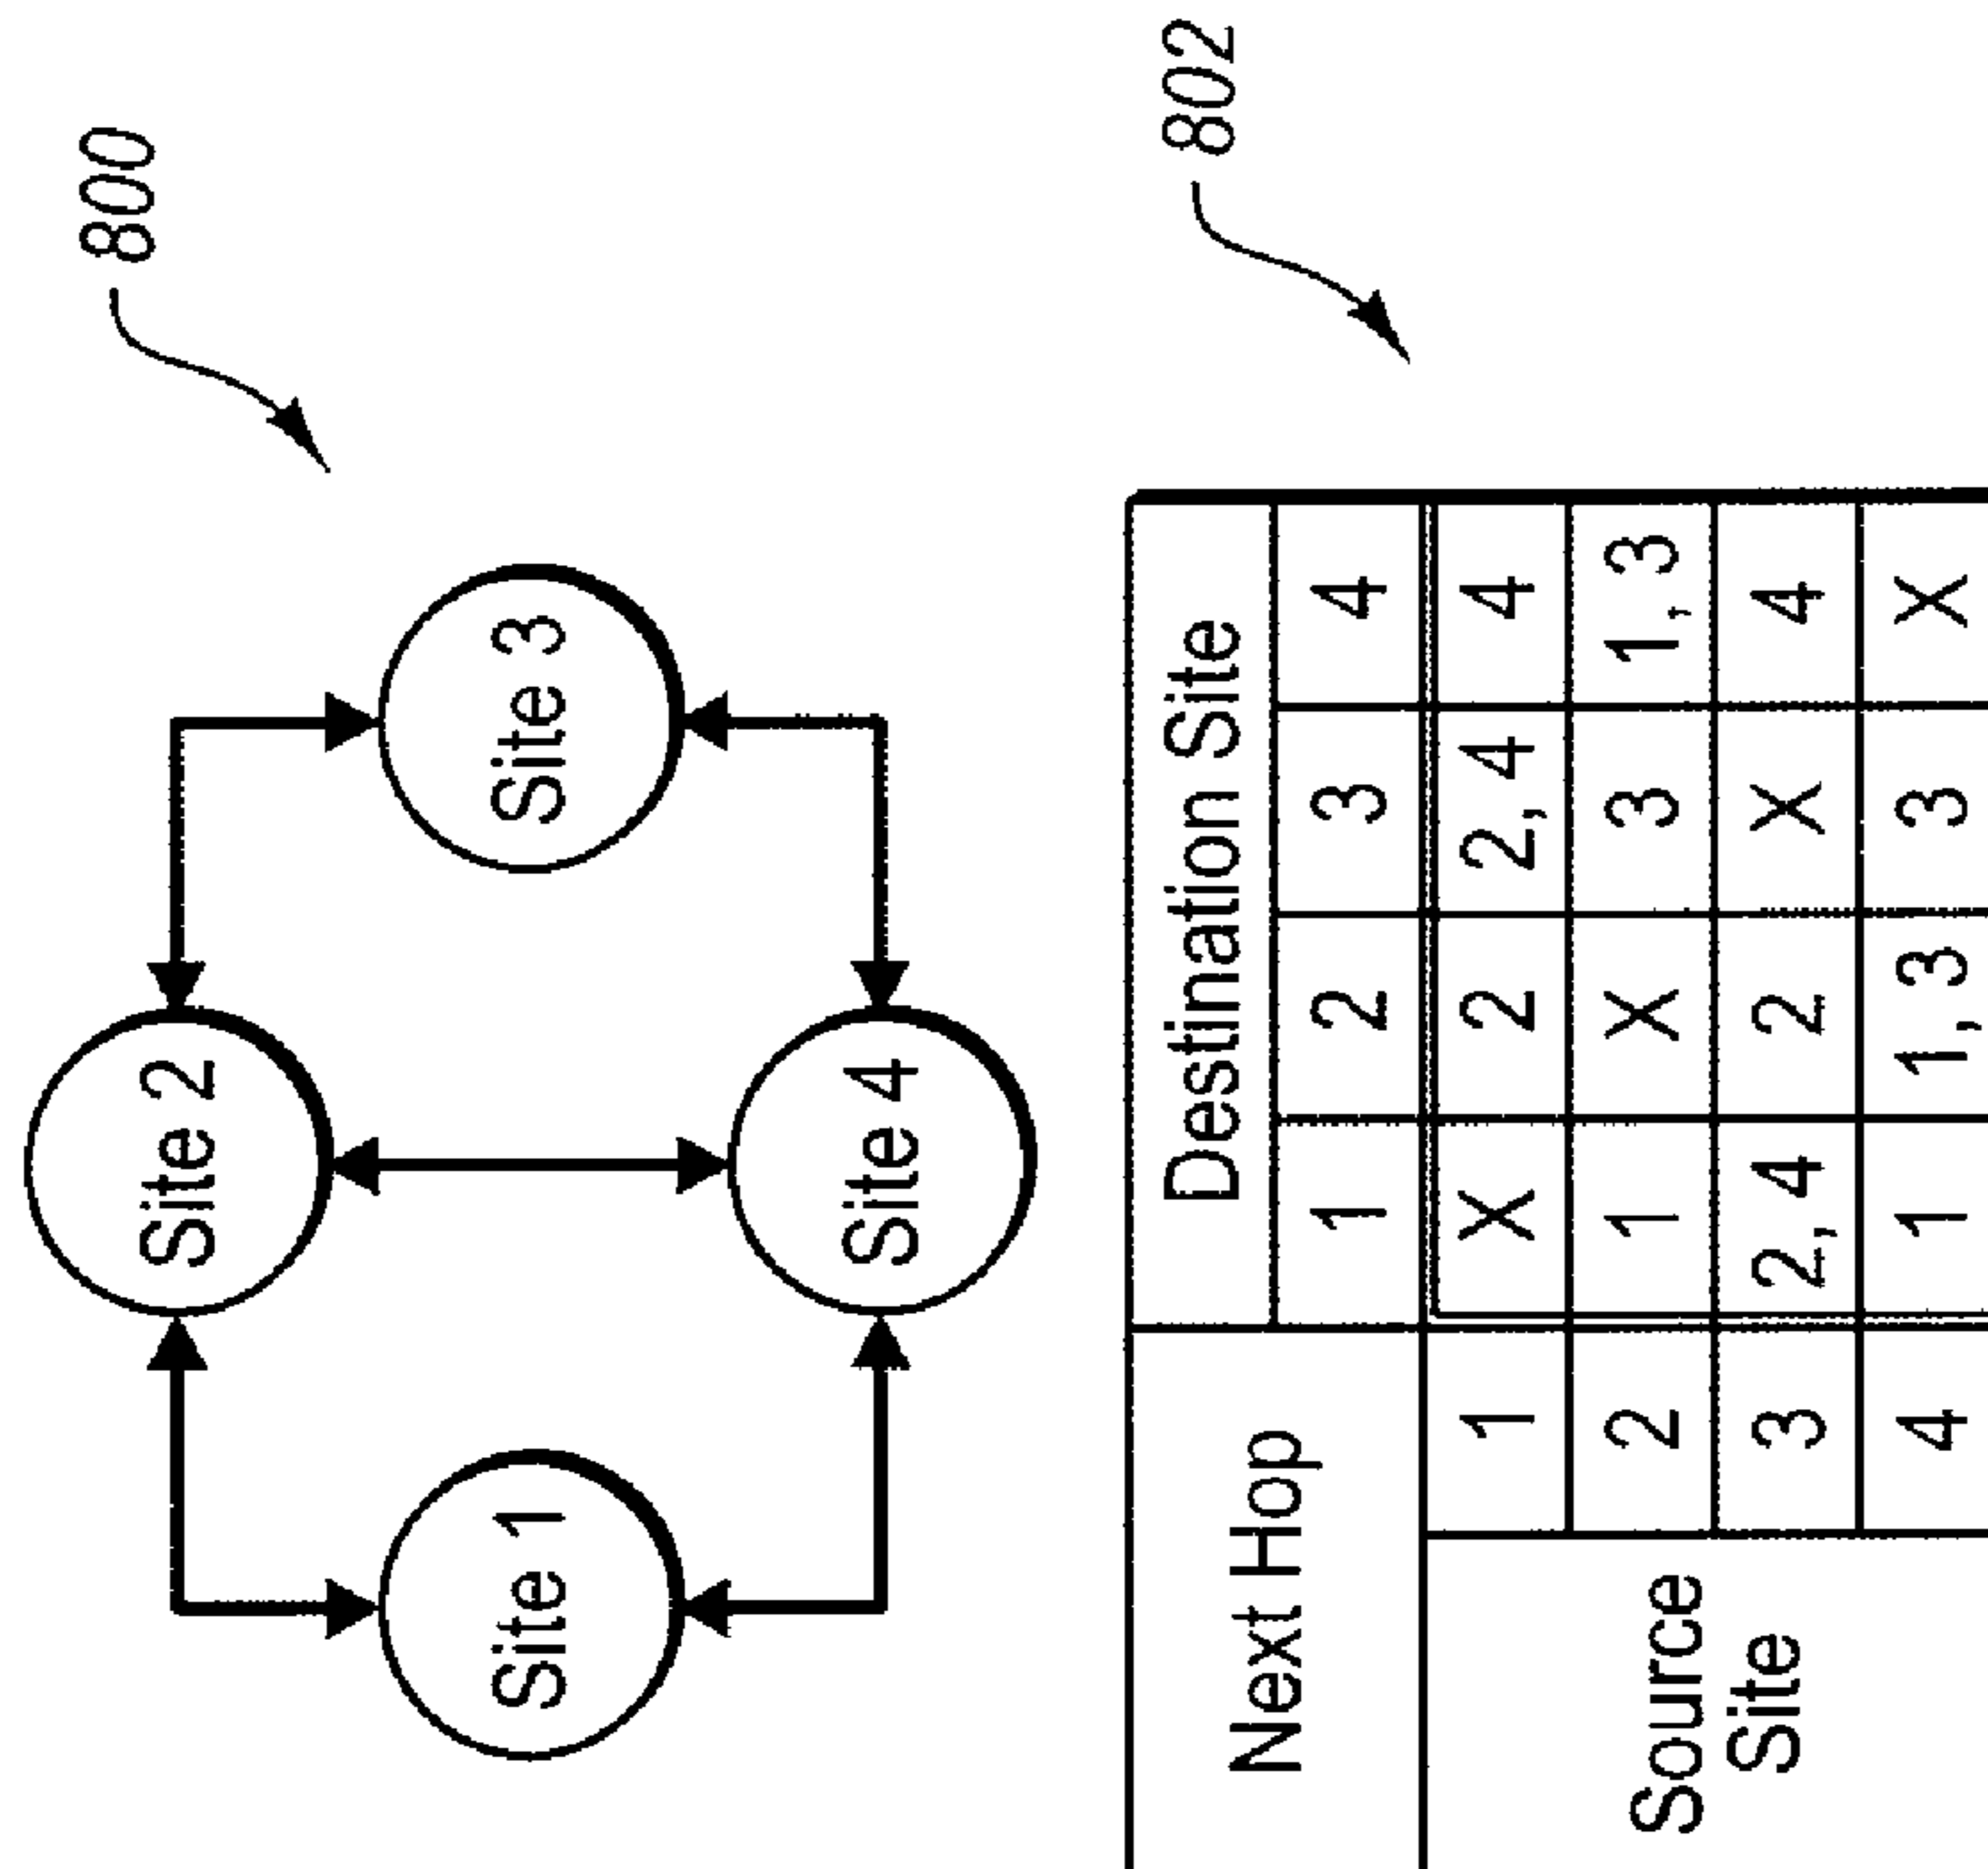 800
Site 2
Site 1
Site 3
Site 4
802
Next Hop
Destination Site
1 2 3 4
Source
Site
1 X 2 2,4 4
2 1 X 3 1,3
3 2,4 2 X 4
4 1 1,3 3 X